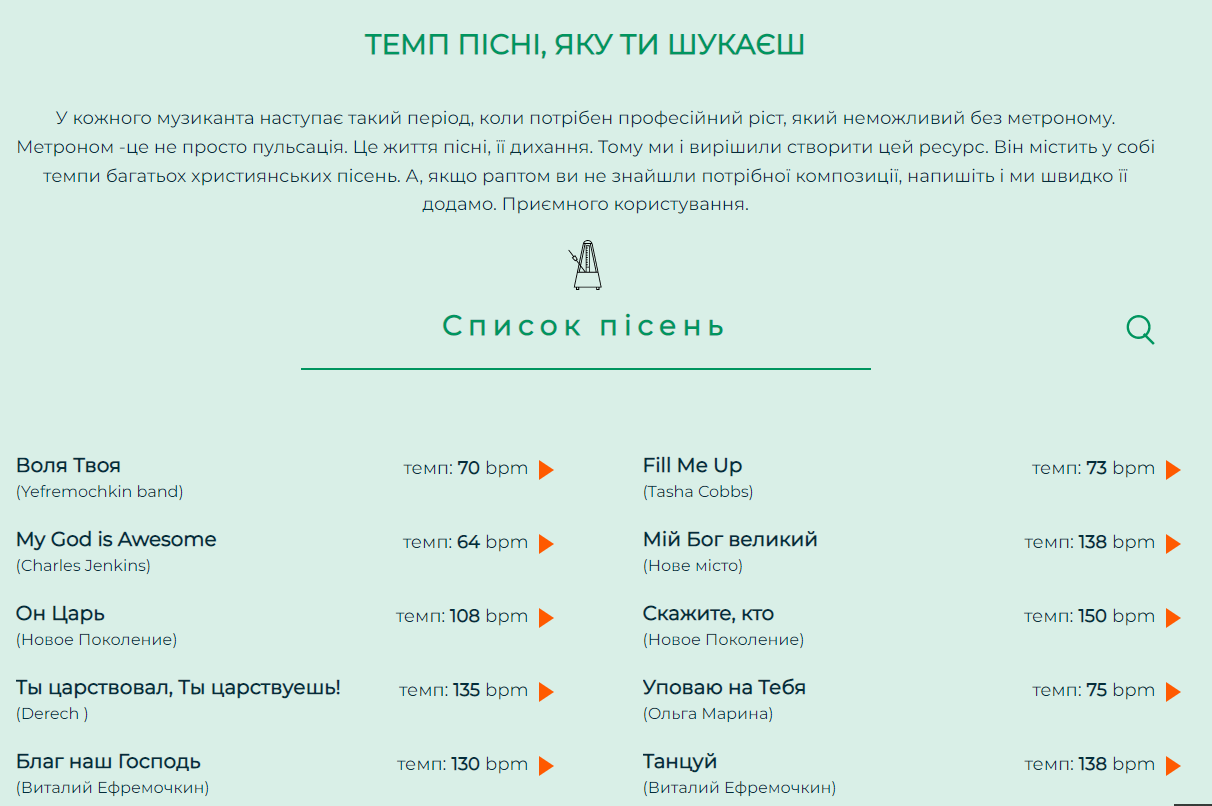 ТЕМП ПІСНІ, ЯКУ ТИ ШУКАЄШ
У кожного музиканта наступає такий період, коли потрібен професійний ріст, який неможливий без метроному.
Метроном -це не просто пульсація. Це життя пісні, її дихання. Тому ми і вирішили створити цей ресурс. Він містить у собі
темпи багатьох християнських пісень. А, якщо раптом ви не знайшли потрібної композиції, напишіть і ми швидко її
додамо. Приємного користування.
Список пісень
Воля Твоя
темп: 70 bpm
(Yefremochkin band)
Fill Me Up
темп: 73 bpm
(Tasha Cobbs)
My God is Awesome
темп: 64 bpm
(Charles Jenkins)
Мій Бог великий
темп: 138 bpm
(Нове місто)
Он Царь
темп: 108 bpm
(Новое Поколение)
Скажите, кто
темп: 150 bpm
(Новое Поколение)
Ты царствовал, Ты царствуешь!
темп: 135 bpm
(Derech )
Уповаю на Тебя
темп: 75 bpm
(Ольга Марина)
Благ наш Господь
темп: 130 bpm
(Виталий Ефремочкин)
Танцуй
темп: 138 bpm
(Виталий Ефремочкин)